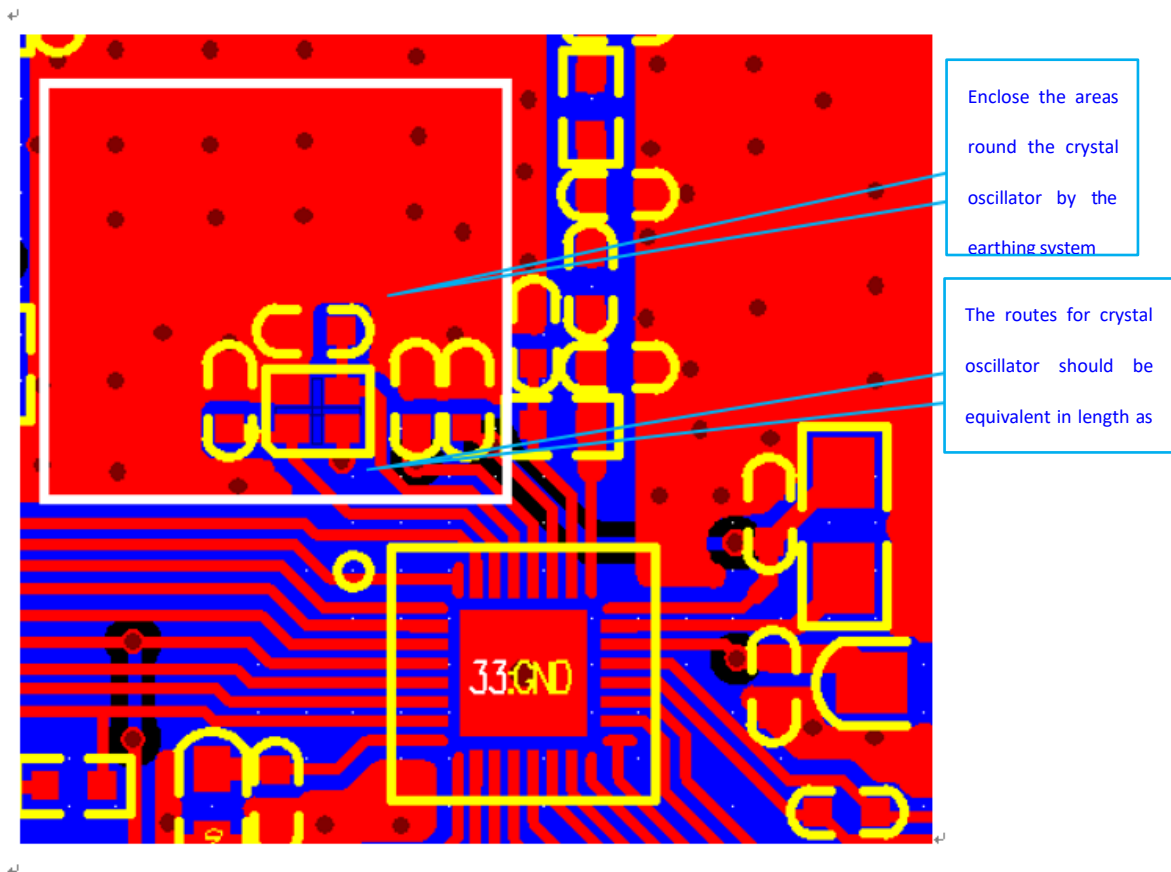 Enclose the areas
round the crystal
oscillator by the
earthing system
The routes for crystal
oscillator should be
equivalent in length as
33:GND